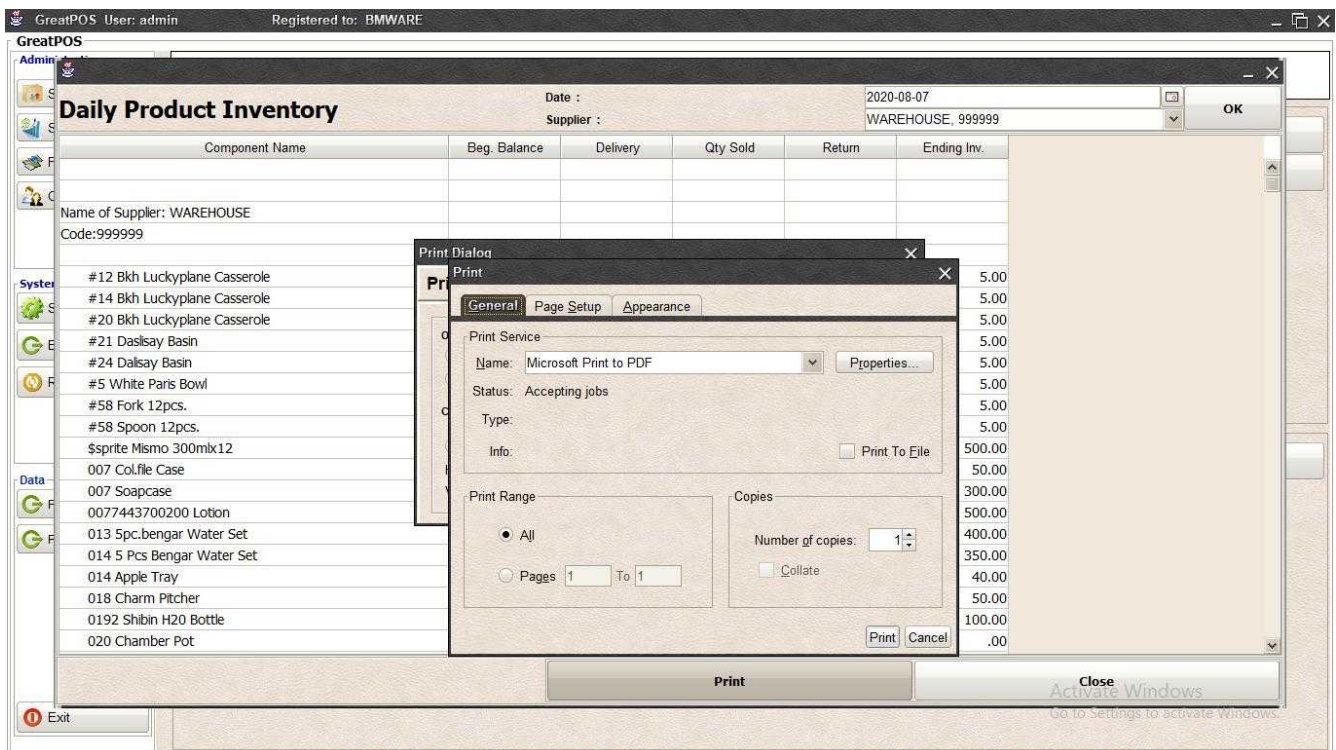 GreatPOS User: admin Registered to: BMWARE
GreatPOS
Daily Product Inventory
Date : 2020-08-07
Supplier : WAREHOUSE, 999999
OK
Component Name Beg. Balance Delivery Qty Sold Return Ending Inv.
Name of Supplier: WAREHOUSE
Code:999999
#12 Bkh Luckyplane Casserole 5.00
#14 Bkh Luckyplane Casserole 5.00
#20 Bkh Luckyplane Casserole 5.00
#21 Daslisay Basin 5.00
#24 Dalisay Basin 5.00
#5 White Paris Bowl 5.00
#58 Fork 12pcs. 5.00
#58 Spoon 12pcs. 5.00
$sprite Mismo 300mlx12 500.00
007 Col.file Case 50.00
007 Soapcase 300.00
0077443700200 Lotion 500.00
013 5pc.bengar Water Set 400.00
014 5 Pcs Bengar Water Set 350.00
014 Apple Tray 40.00
018 Charm Pitcher 50.00
0192 Shibin H20 Bottle 100.00
020 Chamber Pot .00
Print Dialog
Print
General Page Setup Appearance
Print Service
Name: Microsoft Print to PDF Properties...
Status: Accepting jobs
Type:
Info: Print To File
Print Range
All
Pages 1 To 1
Copies
Number of copies: 1
Collate
Print Cancel
Print Close
Data
Exit
Activate Windows
Go to Settings to activate Windows.